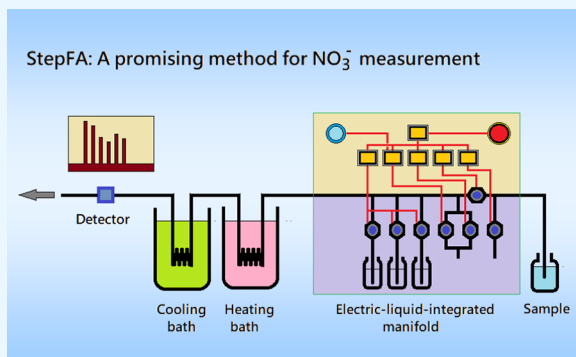 StepFA: A promising method for NO₃⁻ measurement
Detector
Cooling
bath
Heating
bath
Electric-liquid-integrated
manifold
Sample